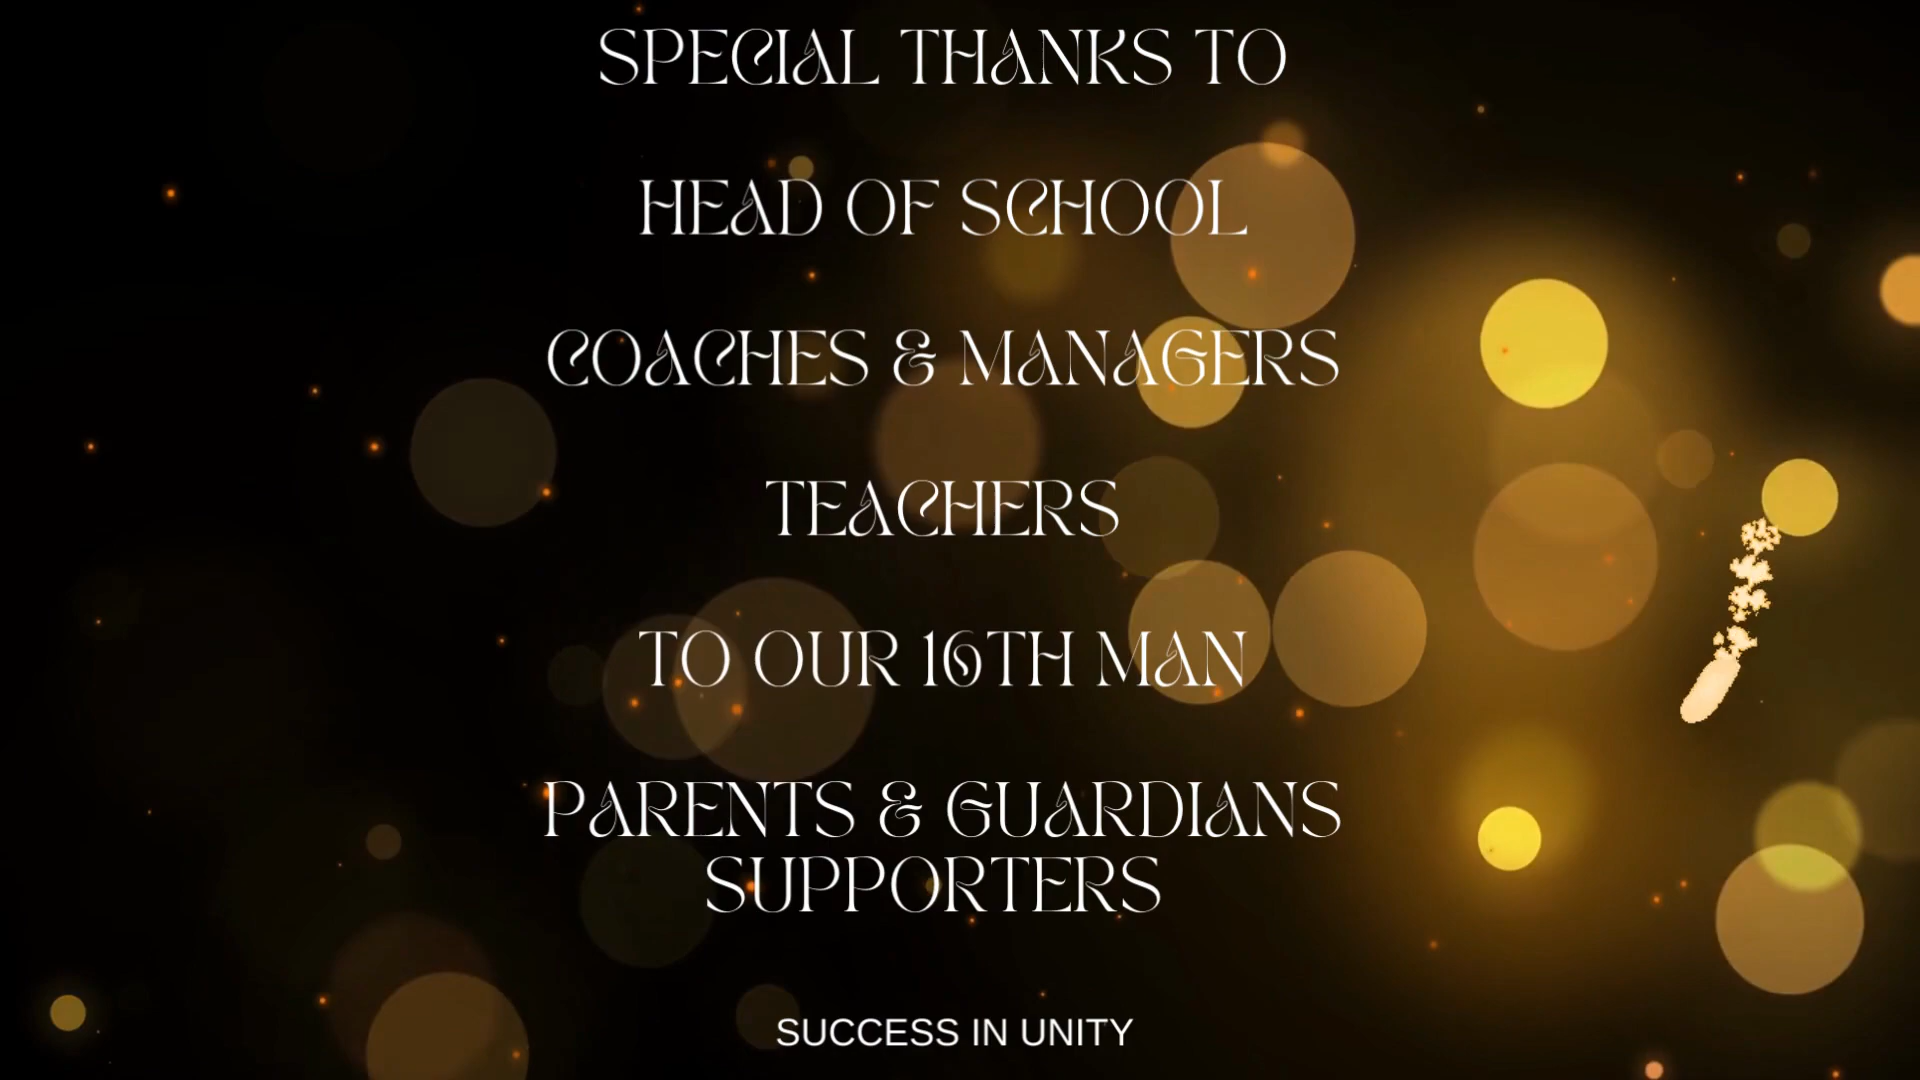 SPECIAL THANKS TO
HEAD OF SCHOOL
COACHES & MANAGERS
TEACHERS
TO OUR 16TH MAN
PARENTS & GUARDIANS
SUPPORTERS
SUCCESS IN UNITY